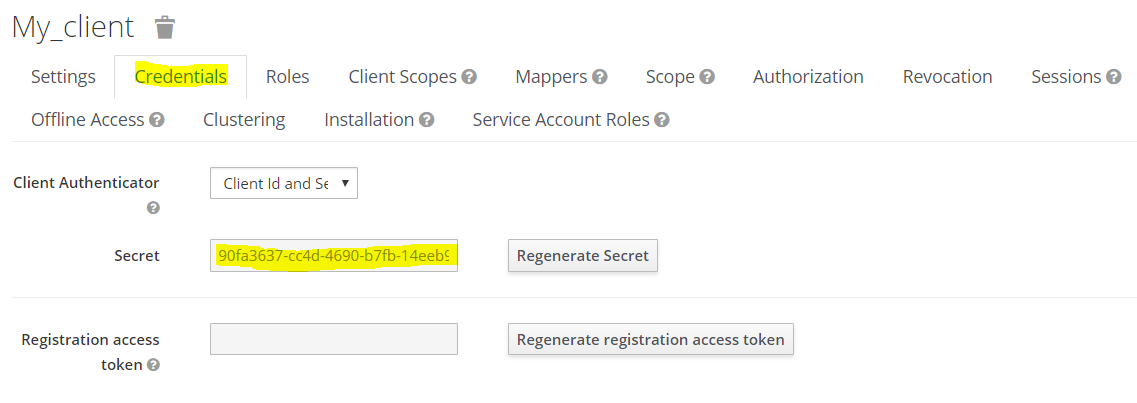 My_client
Settings Credentials Roles Client Scopes Mappers Scope Authorization Revocation Sessions
Offline Access Clustering Installation Service Account Roles
Client Authenticator Client Id and Se
Secret 90fa3637-cc4d-4690-b7fb-14eeb9 Regenerate Secret
Registration access Regenerate registration access token
token